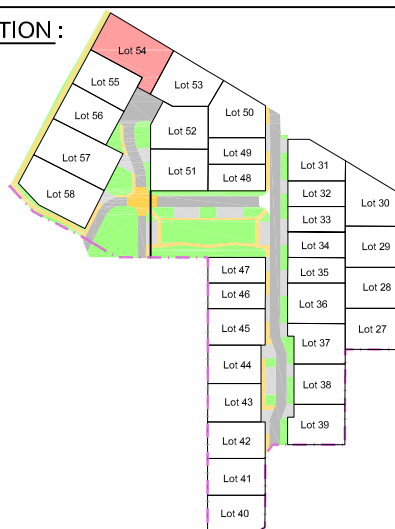 TION :
Lot 54
Lot 55
Lot 53
Lot 56
Lot 50
Lot 52
Lot 57
Lot 49
Lot 51
Lot 48
Lot 58
Lot 31
Lot 32
Lot 30
Lot 33
Lot 34
Lot 29
Lot 35
Lot 47
Lot 46
Lot 28
Lot 36
Lot 45
Lot 27
Lot 37
Lot 44
Lot 38
Lot 43
Lot 39
Lot 42
Lot 41
Lot 40